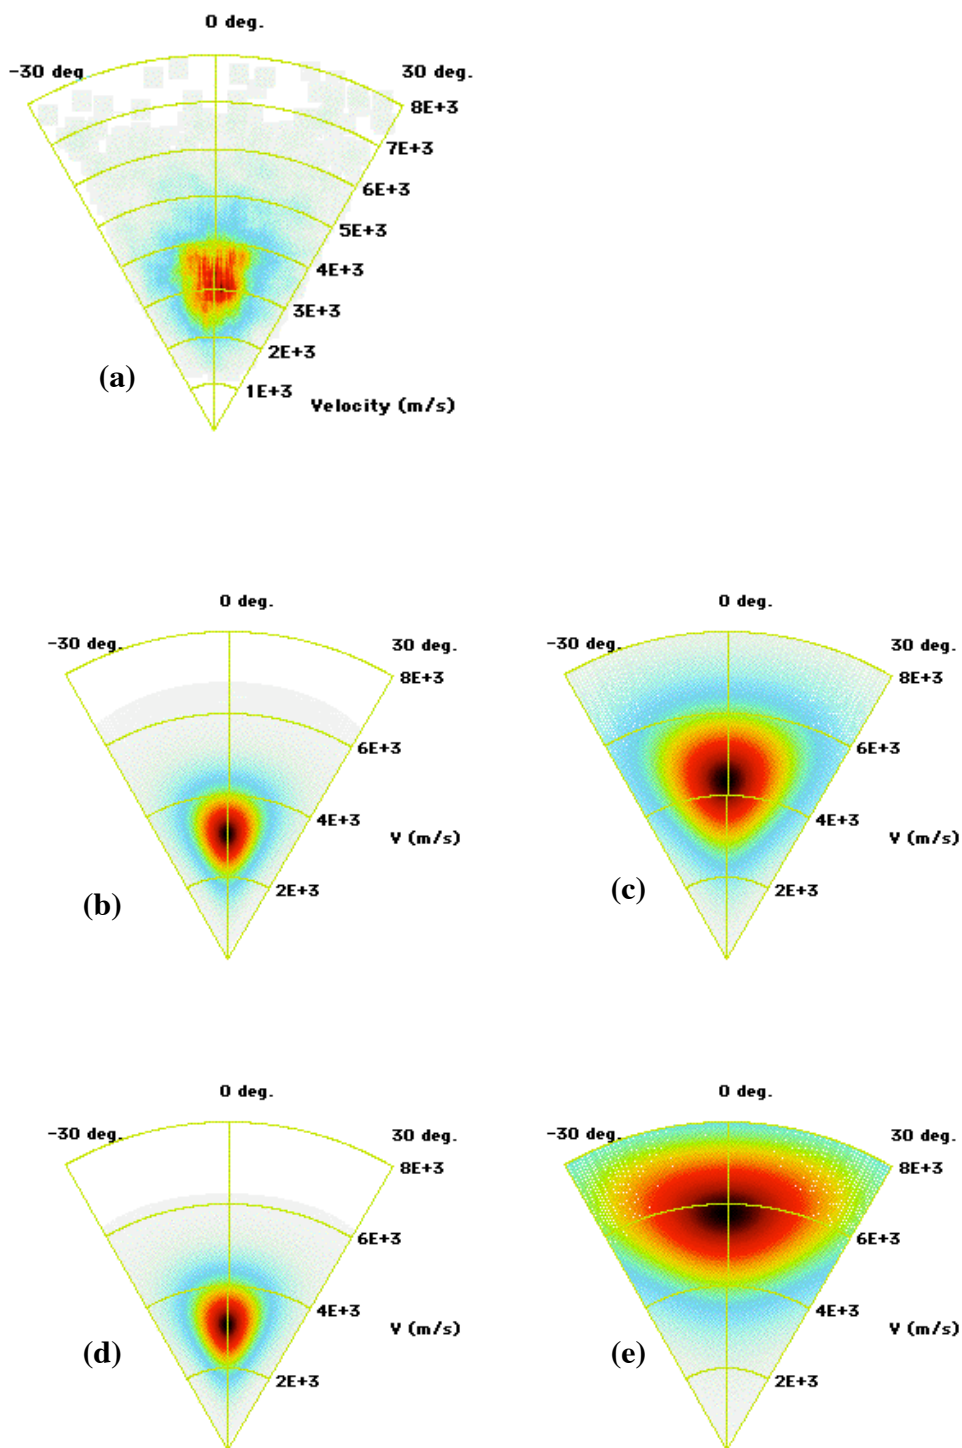 0 deg.
-30 deg
30 deg.
8E+3
7E+3
6E+3
5E+3
4E+3
3E+3
2E+3
1E+3
(a)
Velocity (m/s)
0 deg.
-30 deg.
30 deg.
8E+3
6E+3
4E+3
V (m/s)
2E+3
(b)
0 deg.
-30 deg.
30 deg.
8E+3
6E+3
4E+3
V (m/s)
2E+3
(c)
0 deg.
-30 deg.
30 deg.
8E+3
6E+3
4E+3
V (m/s)
2E+3
(d)
0 deg.
-30 deg.
30 deg.
8E+3
6E+3
4E+3
V (m/s)
2E+3
(e)